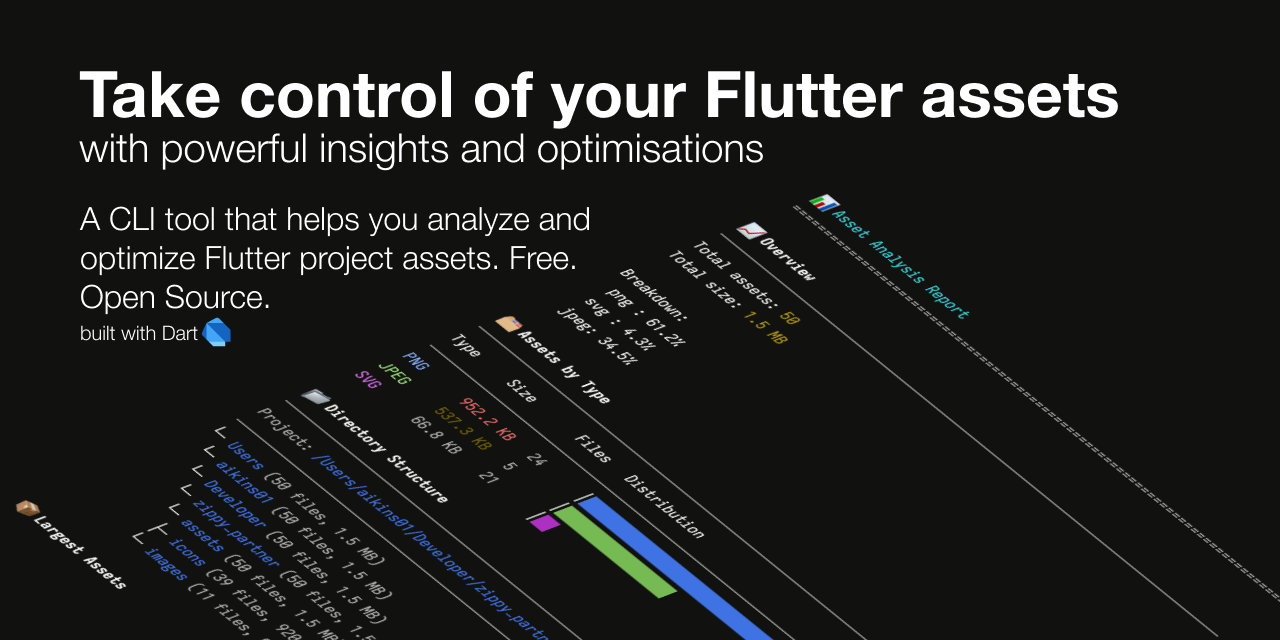 Take control of your Flutter assets
with powerful insights and optimisations
A CLI tool that helps you analyze and
optimize Flutter project assets. Free.
Open Source.
built with Dart
Asset Analysis Report
Overview
Total assets: 50
Total size: 1.5 MB
Breakdown:
png : 61.2%
svg : 4.3%
jpeg: 34.5%
Assets by Type
Type Size Files Distribution
PNG 952.2 KB 24
JPEG 537.3 KB 5
SVG 66.8 KB 21
Directory Structure
Project: /Users/aikins01/Developer/zippy_partn
Users (50 files, 1.5 MB)
aikins01 (50 files, 1.5 MB)
Developer (50 files, 1.5 MB)
zippy_partner (50 files, 1.5
assets (50 files, 1.5 MB
icons (39 files, 920
images (11 files,
Largest Assets